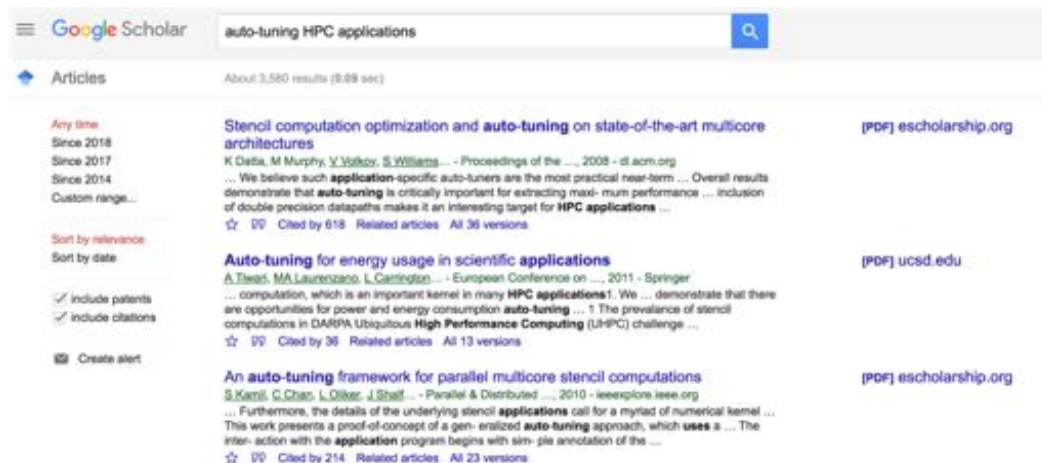 Google Scholar
auto-tuning HPC applications
Articles
About 3,580 results (0.09 sec)
Any time
Since 2018
Since 2017
Since 2014
Custom range...
Sort by relevance
Sort by date
include patents
include citations
Create alert
Stencil computation optimization and auto-tuning on state-of-the-art multicore
architectures
K Datta, M Murphy, V Volkov, S Williams... - Proceedings of the ..., 2008 - dl.acm.org
... We believe such application-specific auto-tuners are the most practical near-term ... Overall results
demonstrate that auto-tuning is critically important for extracting maxi- mum performance ... inclusion
of double precision datapaths makes it an interesting target for HPC applications ...
Cited by 618 Related articles All 36 versions
[PDF] escholarship.org
Auto-tuning for energy usage in scientific applications
A Tiwari, MA Laurenzano, L Carrington... - European Conference on ..., 2011 - Springer
... computation, which is an important kernel in many HPC applications1. We ... demonstrate that there
are opportunities for power and energy consumption auto-tuning ... 1 The prevalance of stencil
computations in DARPA Ubiquitous High Performance Computing (UHPC) challenge ...
Cited by 36 Related articles All 13 versions
[PDF] ucsd.edu
An auto-tuning framework for parallel multicore stencil computations
S Kamil, C Chan, L Oliker, J Shalf... - Parallel & Distributed ..., 2010 - ieeexplore.ieee.org
... Furthermore, the details of the underlying stencil applications call for a myriad of numerical kernel ...
This work presents a proof-of-concept of a gen- eralized auto-tuning approach, which uses a ... The
inter- action with the application program begins with sim- ple annotation of the ...
Cited by 214 Related articles All 23 versions
[PDF] escholarship.org